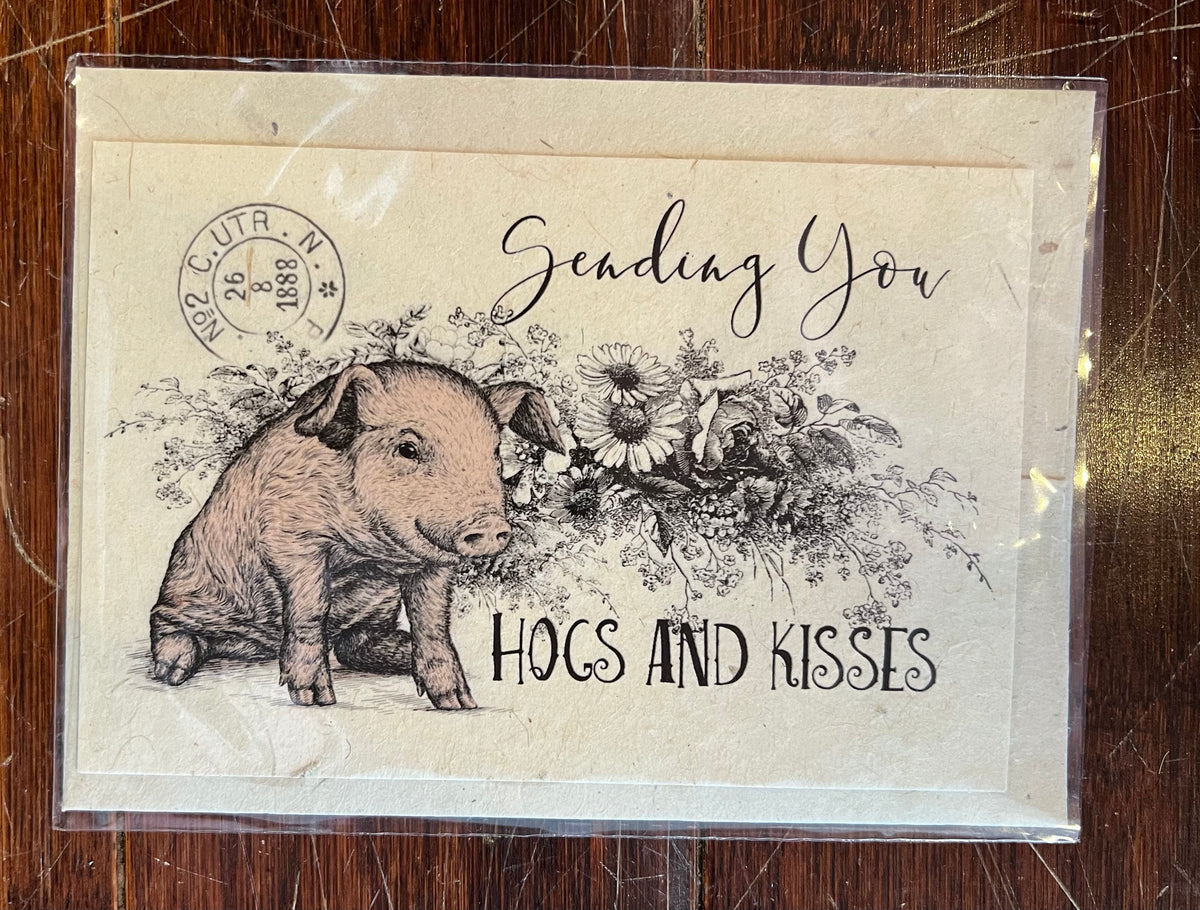 Nº2 C.UTR. N. * P
26
8
1888
Sending You
HOGS AND KISSES